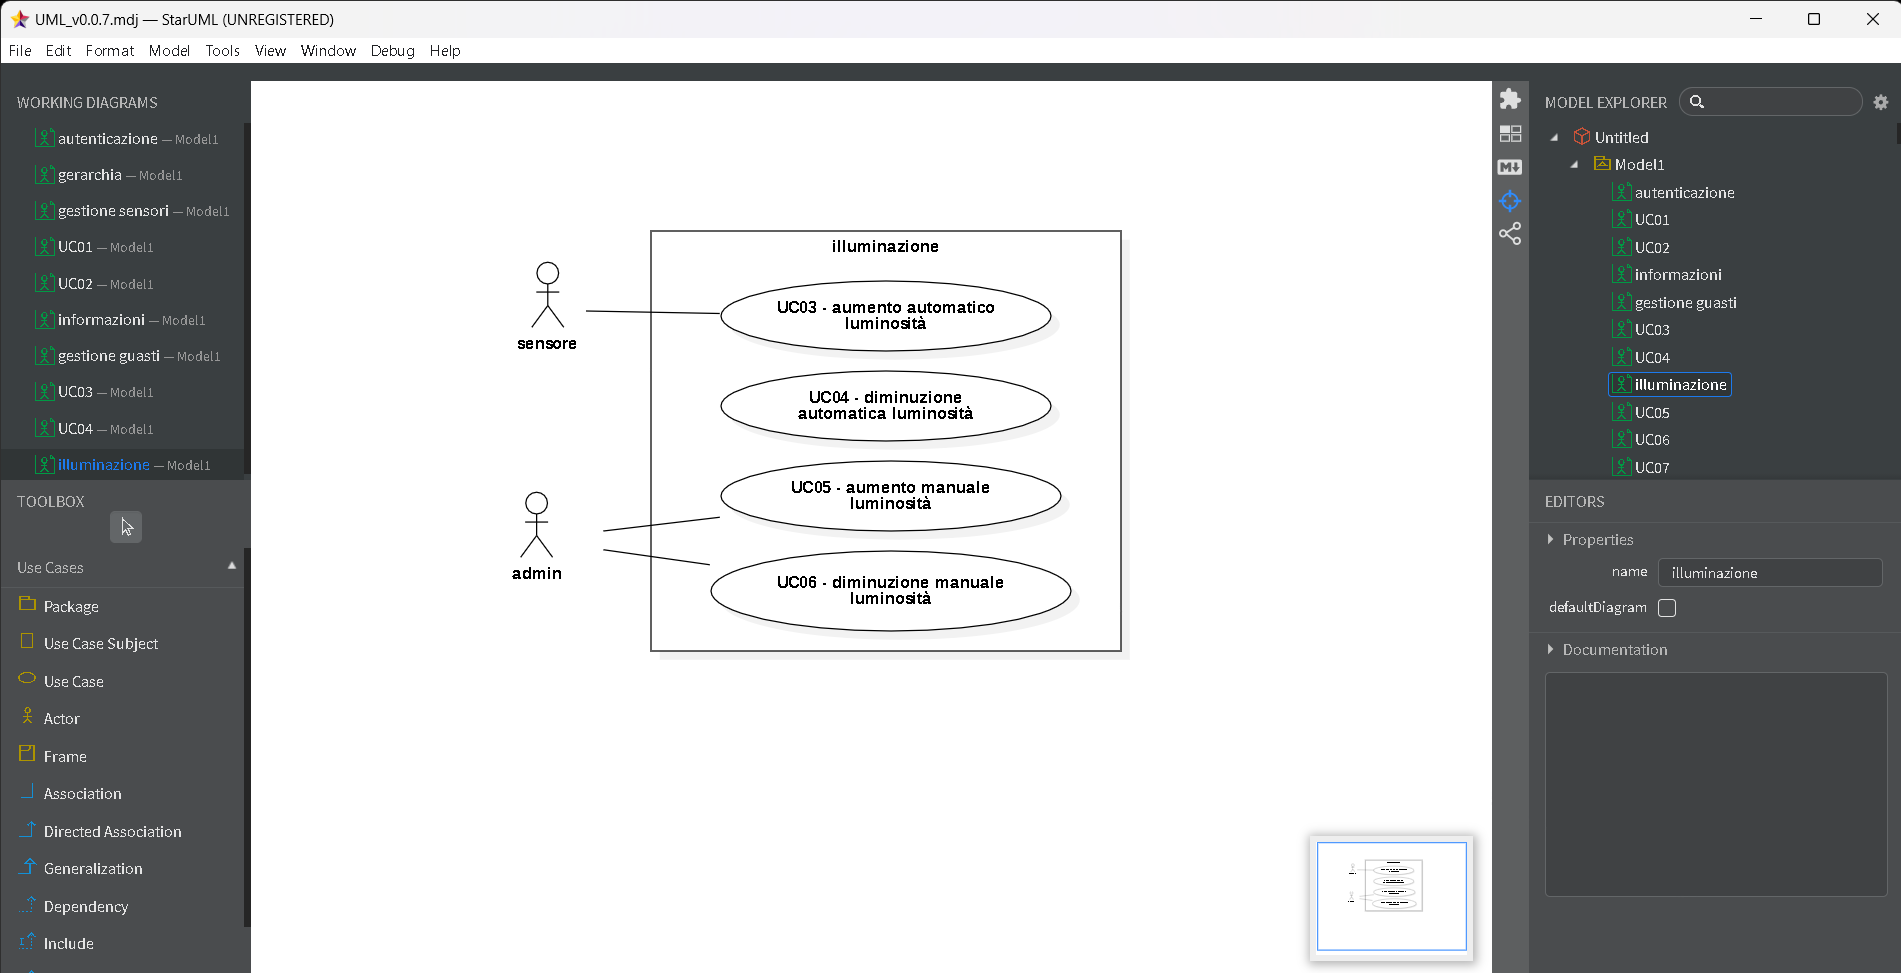 UML_v0.0.7.mdj — StarUML (UNREGISTERED)
File Edit Format Model Tools View Window Debug Help
WORKING DIAGRAMS
autenticazione — Model1
gerarchia — Model1
gestione sensori — Model1
UC01 — Model1
UC02 — Model1
informazioni — Model1
gestione guasti — Model1
UC03 — Model1
UC04 — Model1
illuminazione — Model1
TOOLBOX
Use Cases
Package
Use Case Subject
Use Case
Actor
Frame
Association
Directed Association
Generalization
Dependency
Include
illuminazione
sensore
UC03 - aumento automatico
luminosità
UC04 - diminuzione
automatica luminosità
admin
UC05 - aumento manuale
luminosità
UC06 - diminuzione manuale
luminosità
MODEL EXPLORER
Untitled
Model1
autenticazione
UC01
UC02
informazioni
gestione guasti
UC03
UC04
illuminazione
UC05
UC06
UC07
EDITORS
Properties
name illuminazione
defaultDiagram
Documentation